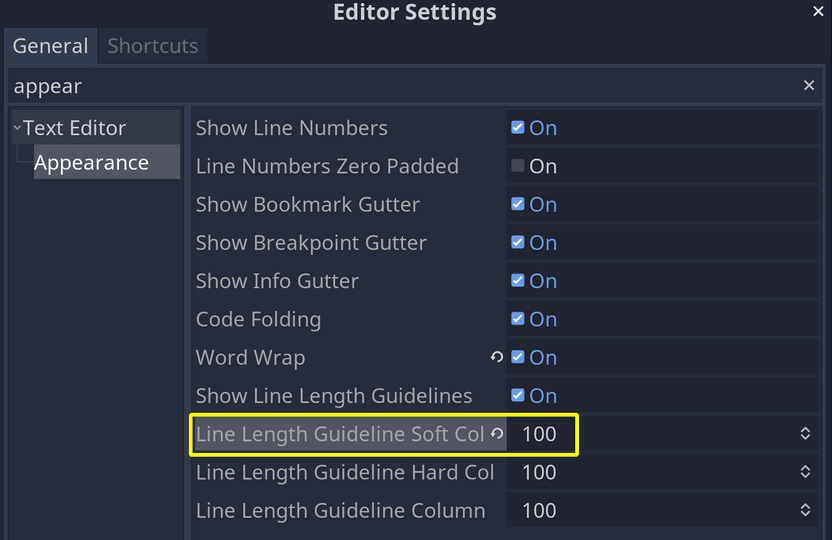 Editor Settings
General Shortcuts
appear
Text Editor
Appearance
Show Line Numbers On
Line Numbers Zero Padded On
Show Bookmark Gutter On
Show Breakpoint Gutter On
Show Info Gutter On
Code Folding On
Word Wrap On
Show Line Length Guidelines On
Line Length Guideline Soft Col 100
Line Length Guideline Hard Col 100
Line Length Guideline Column 100